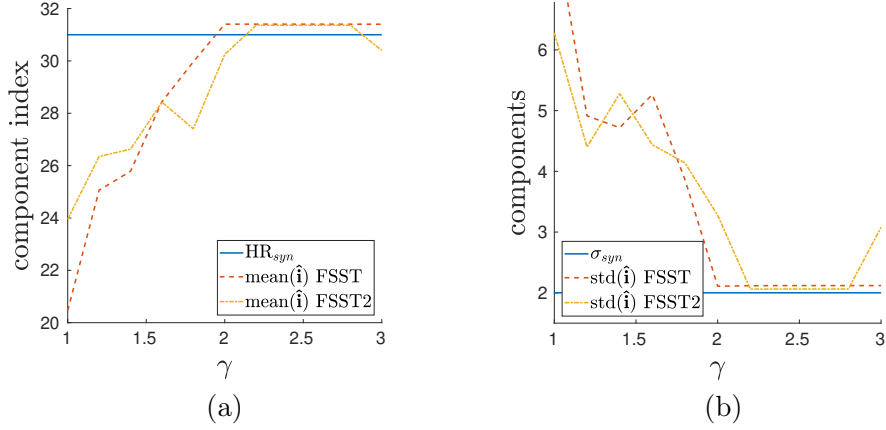 32
30
28
26
24
22
20
component index
HR_syn
mean(î) FSST
mean(î) FSST2
1 1.5 2 2.5 3
γ
(a)
6
5
4
3
2
components
σ_syn
std(î) FSST
std(î) FSST2
1 1.5 2 2.5 3
γ
(b)